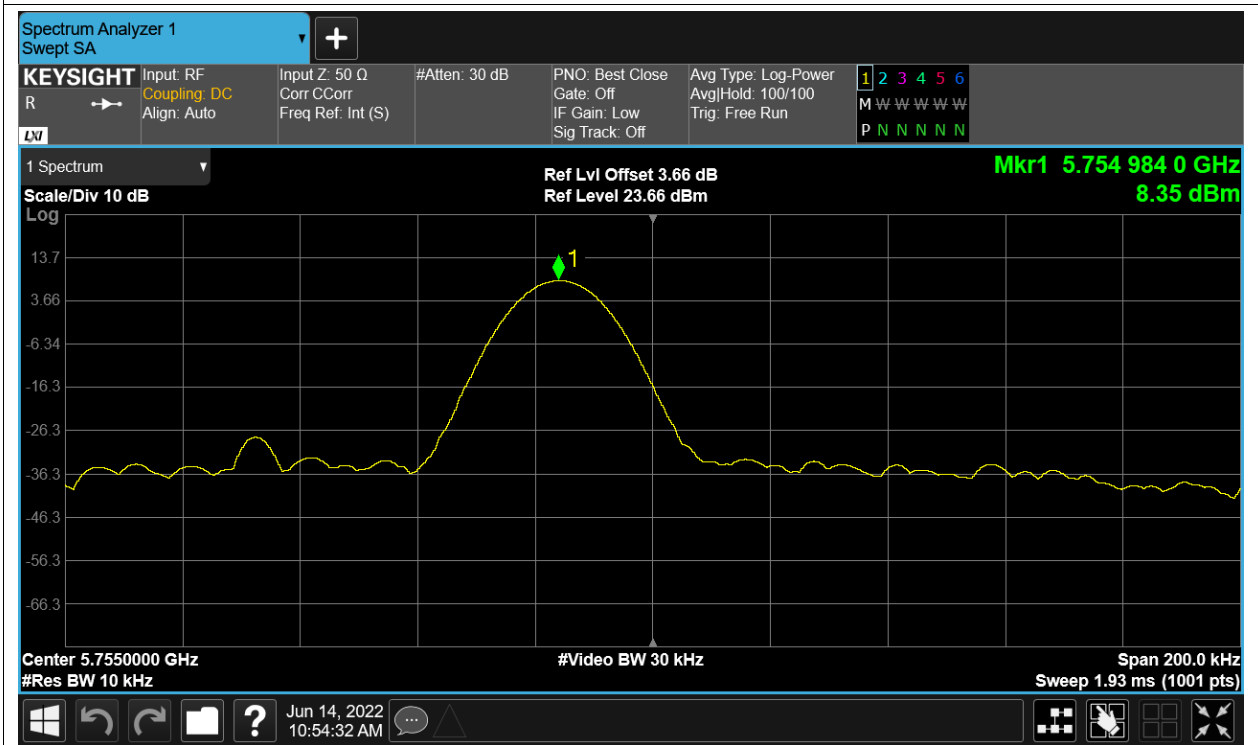 Spectrum Analyzer 1
Swept SA
+
KEYSIGHT
R
LXI
Input: RF
Coupling: DC
Align: Auto
Input Z: 50 Ω
Corr CCorr
Freq Ref: Int (S)
#Atten: 30 dB
PNO: Best Close
Gate: Off
IF Gain: Low
Sig Track: Off
Avg Type: Log-Power
Avg|Hold: 100/100
Trig: Free Run
1 2 3 4 5 6
M W W W W W
P N N N N N
1 Spectrum
Scale/Div 10 dB
Log
Ref Lvl Offset 3.66 dB
Ref Level 23.66 dBm
Mkr1 5.754 984 0 GHz
8.35 dBm
1
13.7
3.66
-6.34
-16.3
-26.3
-36.3
-46.3
-56.3
-66.3
Center 5.7550000 GHz
#Res BW 10 kHz
#Video BW 30 kHz
Span 200.0 kHz
Sweep 1.93 ms (1001 pts)
?
Jun 14, 2022
10:54:32 AM